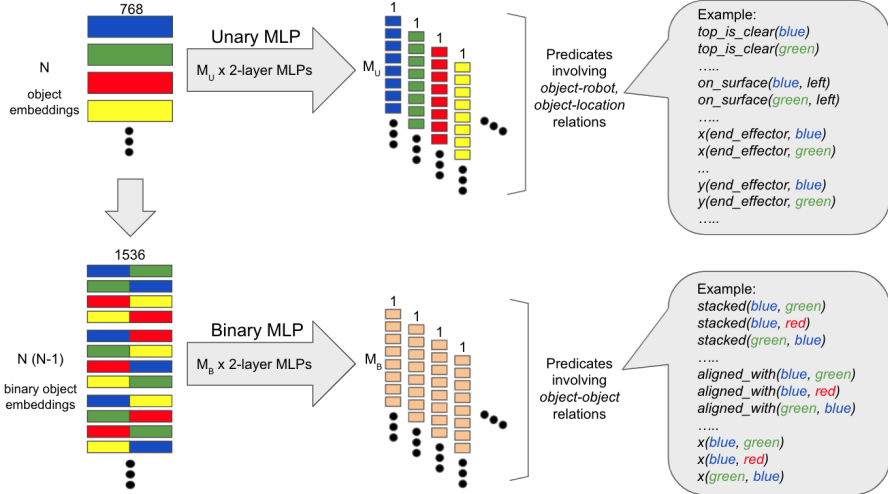 768
N
object
embeddings
Unary MLP
M_U x 2-layer MLPs
1
1
1
1
M_U
Predicates
involving
object-robot,
object-location
relations
Example:
top_is_clear(blue)
top_is_clear(green)
.....
on_surface(blue, left)
on_surface(green, left)
.....
x(end_effector, blue)
x(end_effector, green)
...
y(end_effector, blue)
y(end_effector, green)
.....
1536
N (N-1)
binary object
embeddings
Binary MLP
M_B x 2-layer MLPs
1
1
1
1
M_B
Predicates
involving
object-object
relations
Example:
stacked(blue, green)
stacked(blue, red)
stacked(green, blue)
.....
aligned_with(blue, green)
aligned_with(blue, red)
aligned_with(green, blue)
.....
x(blue, green)
x(blue, red)
x(green, blue)